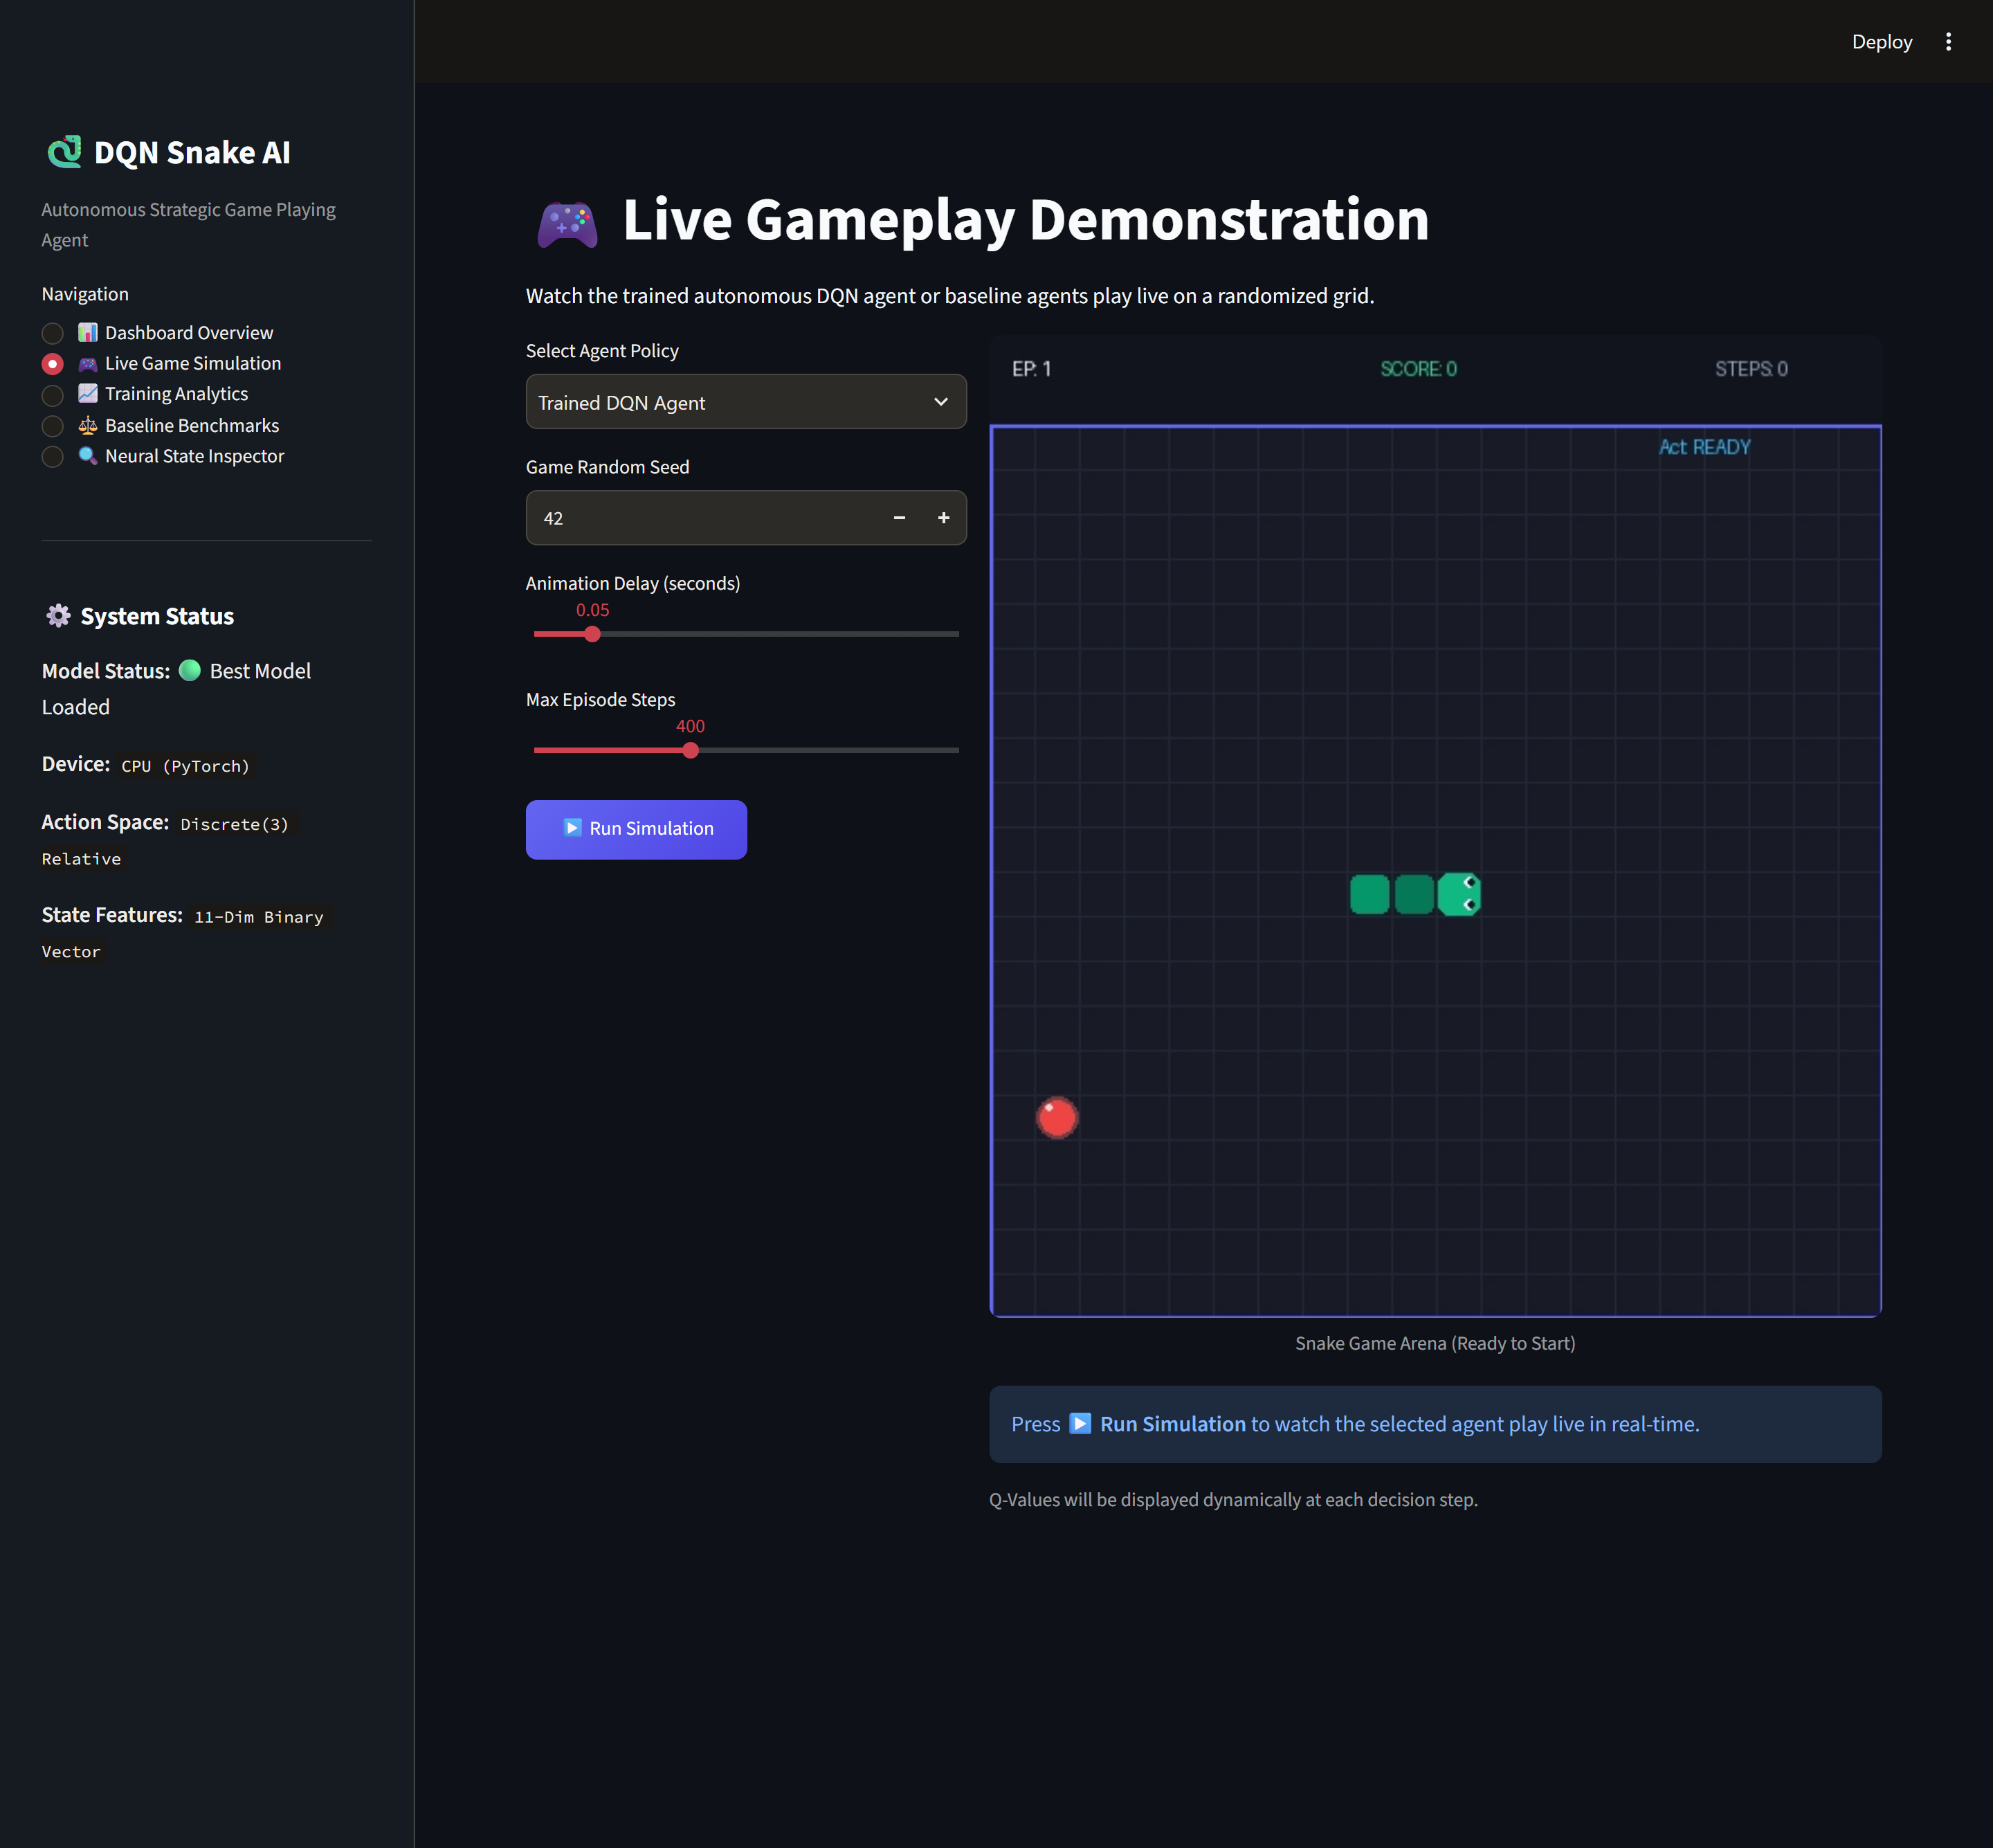 Deploy
DQN Snake AI
Autonomous Strategic Game Playing
Agent
Navigation
Dashboard Overview
Live Game Simulation
Training Analytics
Baseline Benchmarks
Neural State Inspector
System Status
Model Status: Best Model
Loaded
Device: CPU (PyTorch)
Action Space: Discrete(3)
Relative
State Features: 11-Dim Binary
Vector
Live Gameplay Demonstration
Watch the trained autonomous DQN agent or baseline agents play live on a randomized grid.
Select Agent Policy
Trained DQN Agent
Game Random Seed
42
Animation Delay (seconds)
0.05
Max Episode Steps
400
Run Simulation
EP: 1
SCORE: 0
STEPS: 0
Act READY
Snake Game Arena (Ready to Start)
Press Run Simulation to watch the selected agent play live in real-time.
Q-Values will be displayed dynamically at each decision step.